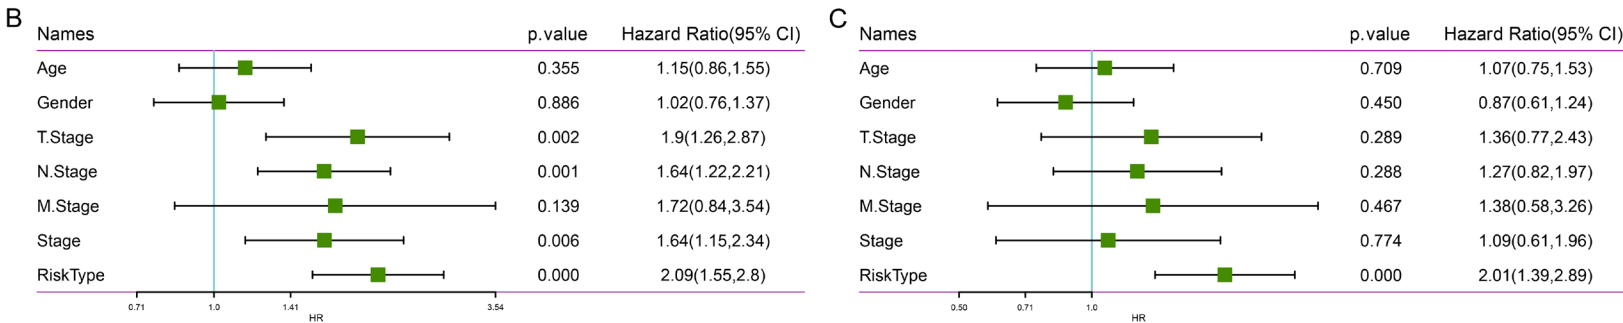 B
Names p.value Hazard Ratio(95% CI)
Age 0.355 1.15(0.86,1.55)
Gender 0.886 1.02(0.76,1.37)
T.Stage 0.002 1.9(1.26,2.87)
N.Stage 0.001 1.64(1.22,2.21)
M.Stage 0.139 1.72(0.84,3.54)
Stage 0.006 1.64(1.15,2.34)
RiskType 0.000 2.09(1.55,2.8)
0.71 1.0 1.41 3.54
HR
C
Names p.value Hazard Ratio(95% CI)
Age 0.709 1.07(0.75,1.53)
Gender 0.450 0.87(0.61,1.24)
T.Stage 0.289 1.36(0.77,2.43)
N.Stage 0.288 1.27(0.82,1.97)
M.Stage 0.467 1.38(0.58,3.26)
Stage 0.774 1.09(0.61,1.96)
RiskType 0.000 2.01(1.39,2.89)
0.50 0.71 1.0
HR